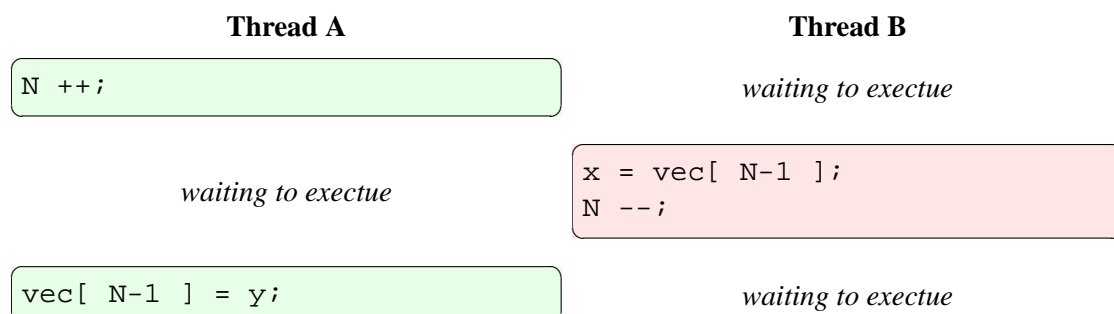 Thread A Thread B
N ++; waiting to exectue
waiting to exectue x = vec[ N-1 ];
N --;
vec[ N-1 ] = y; waiting to exectue